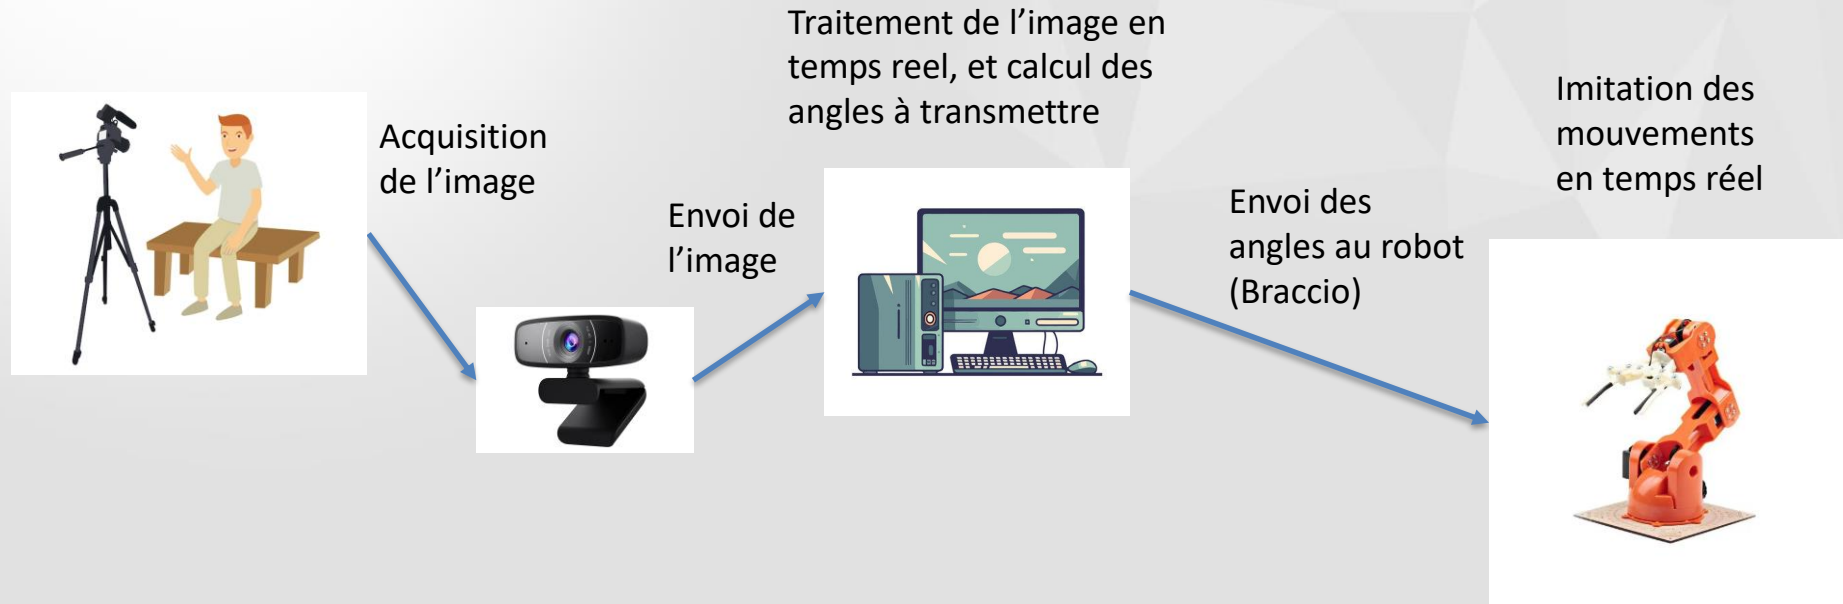 Acquisition
de l’image
Envoi de
l’image
Traitement de l’image en
temps reel, et calcul des
angles à transmettre
Envoi des
angles au robot
(Braccio)
Imitation des
mouvements
en temps réel